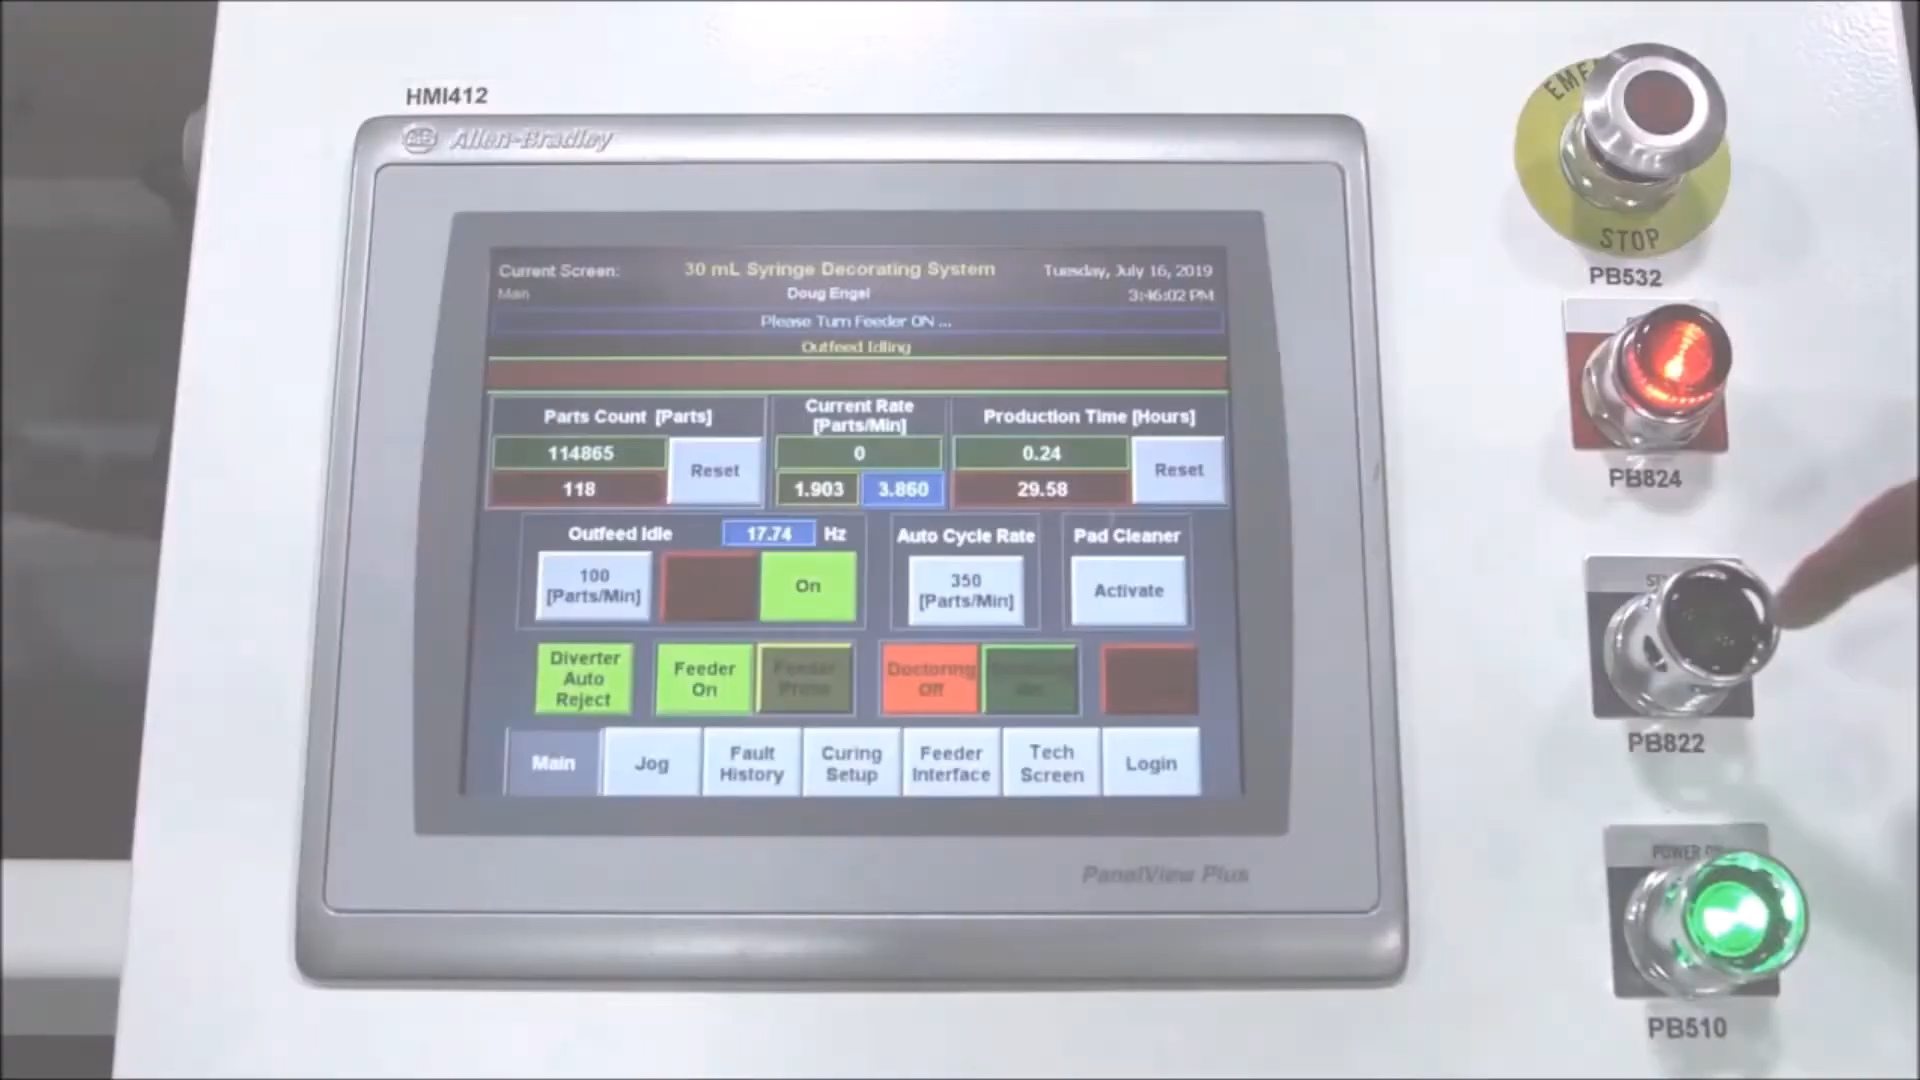 HMI412
AB Allen-Bradley
Current Screen:
30 mL Syringe Decorating System
Tuesday, July 16, 2019
Main
Doug Engel
3:46:02 PM
Please Turn Feeder ON ...
Outfeed Idling
Parts Count [Parts]
114865
118
Reset
Current Rate
[Parts/Min]
0
1.903
3.860
Production Time [Hours]
0.24
29.58
Reset
Outfeed Idle
17.74
Hz
100
[Parts/Min]
On
Auto Cycle Rate
350
[Parts/Min]
Pad Cleaner
Activate
Diverter
Auto
Reject
Feeder
On
Feeder
Prime
Doctoring
Off
Main
Jog
Fault
History
Curing
Setup
Feeder
Interface
Tech
Screen
Login
PanelView Plus
STOP
PB532
PB824
PB822
POWER ON
PB510